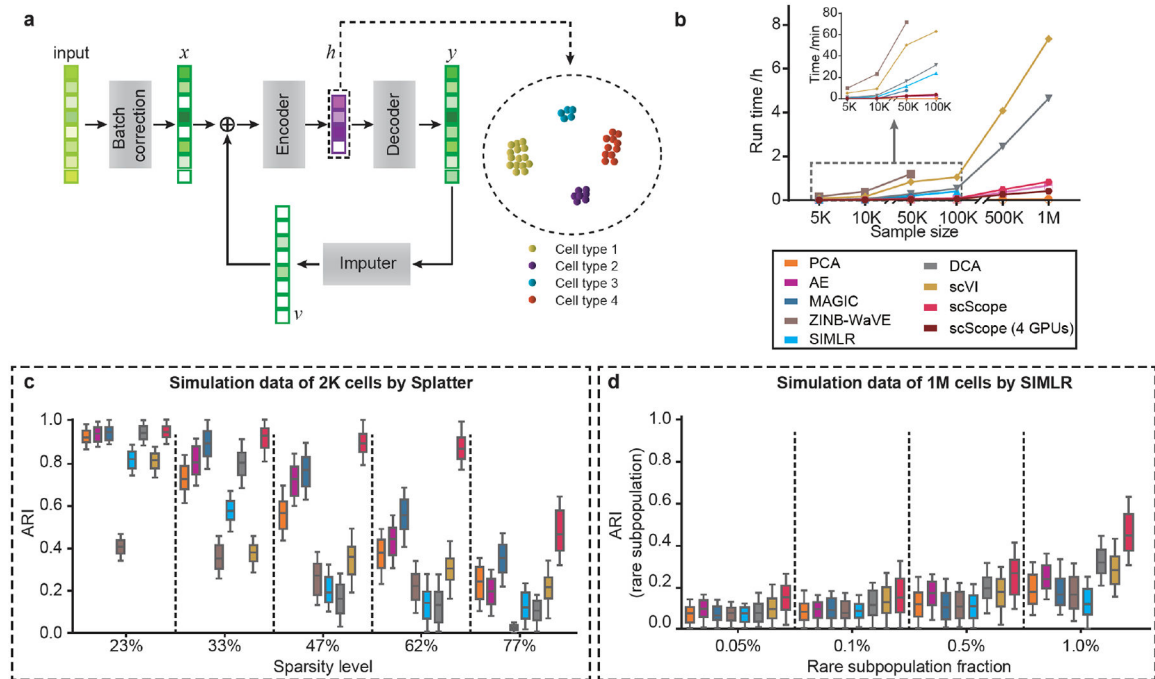 a
input
x
h
y
Batch
correction
⊕
Encoder
Decoder
Imputer
v
Cell type 1
Cell type 2
Cell type 3
Cell type 4
b
Run time /h
8
6
4
2
0
5K
10K
50K
100K
500K
1M
Sample size
Time /min
80
60
40
20
0
5K
10K
50K
100K
PCA
AE
MAGIC
ZINB-WaVE
SIMLR
DCA
scVI
scScope
scScope (4 GPUs)
c
Simulation data of 2K cells by Splatter
ARI
1.0
0.8
0.6
0.4
0.2
0.0
23%
33%
47%
62%
77%
Sparsity level
d
Simulation data of 1M cells by SIMLR
ARI
(rare subpopulation)
1.0
0.8
0.6
0.4
0.2
0.0
0.05%
0.1%
0.5%
1.0%
Rare subpopulation fraction